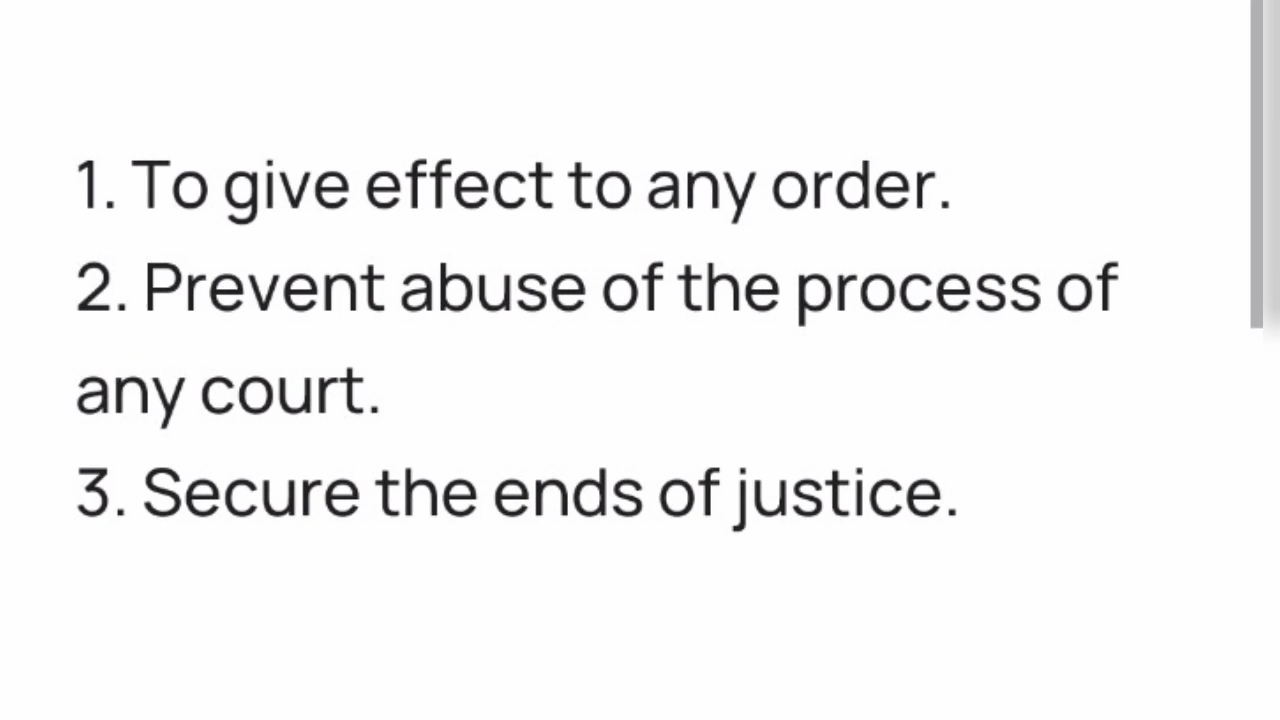 1. To give effect to any order.
2. Prevent abuse of the process of
any court.
3. Secure the ends of justice.